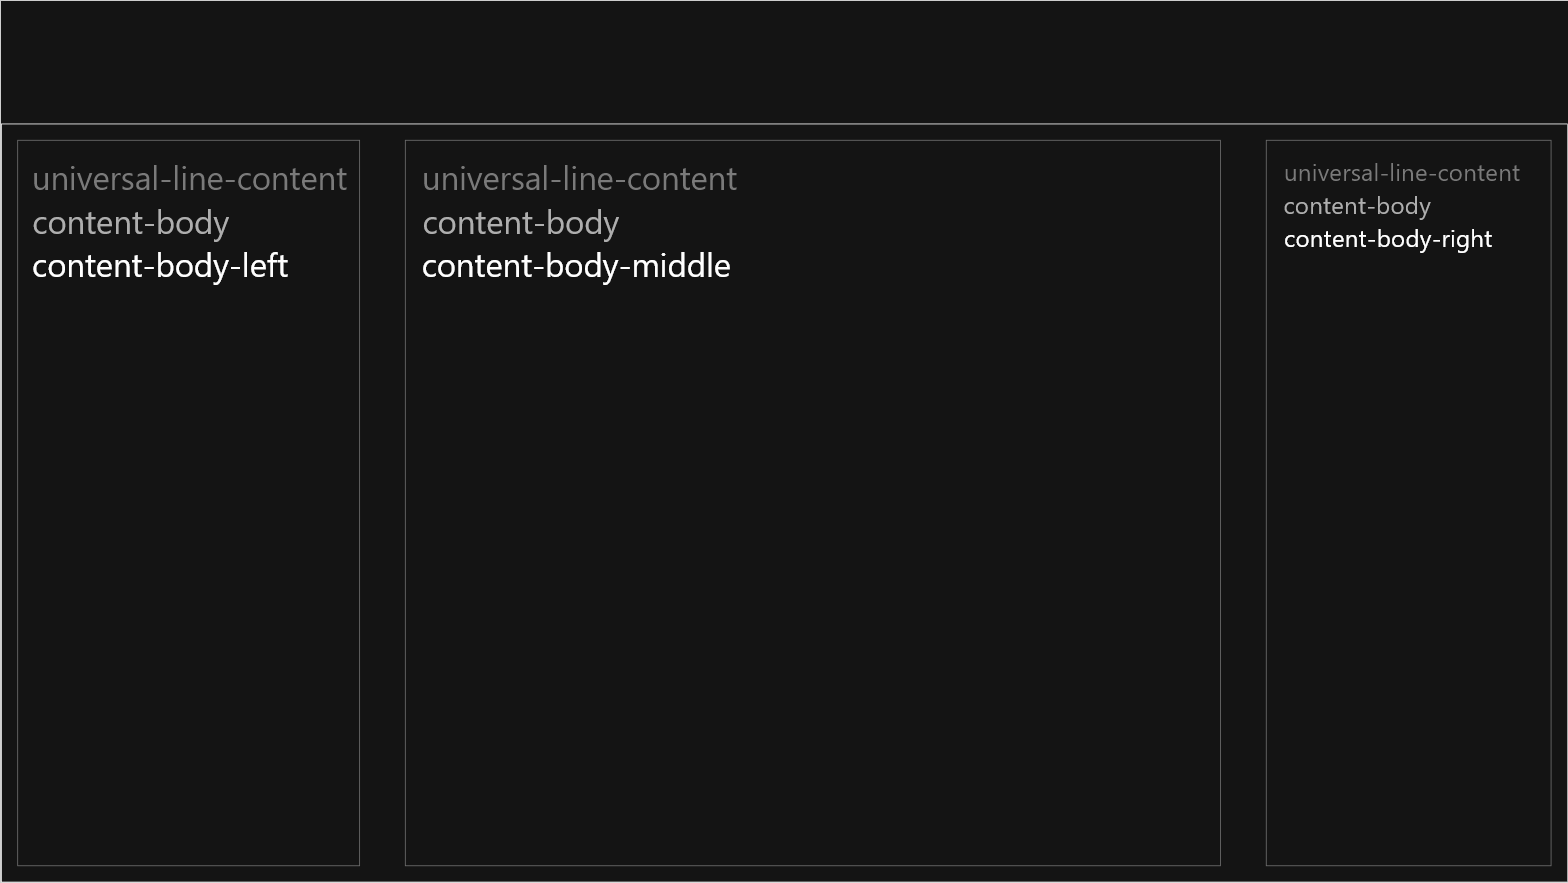 universal-line-content
content-body
content-body-left
universal-line-content
content-body
content-body-middle
universal-line-content
content-body
content-body-right